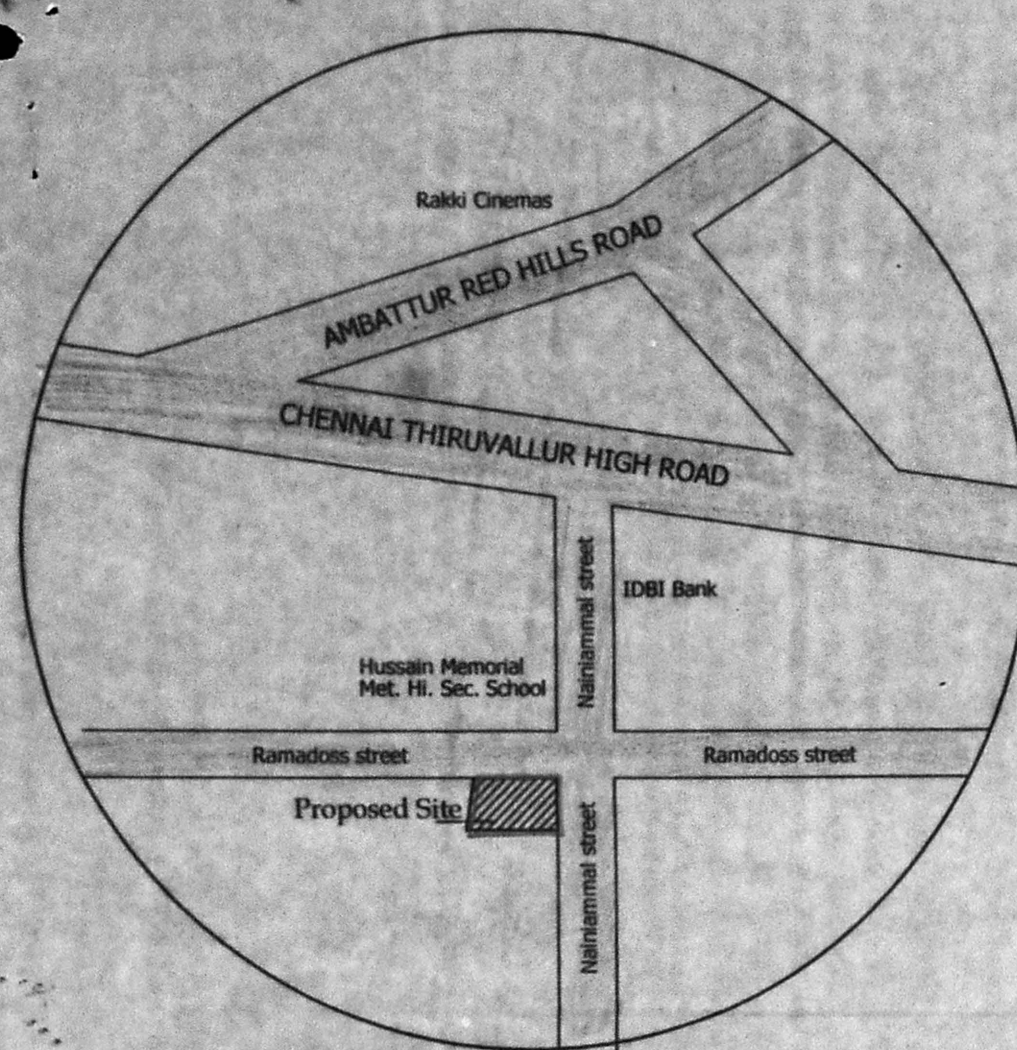 Rakki Cinemas
AMBATTUR RED HILLS ROAD
CHENNAI THIRUVALLUR HIGH ROAD
Nainiammal street
IDBI Bank
Hussain Memorial
Met. Hi. Sec. School
Ramadoss street
Ramadoss street
Proposed Site
Nainiammal street